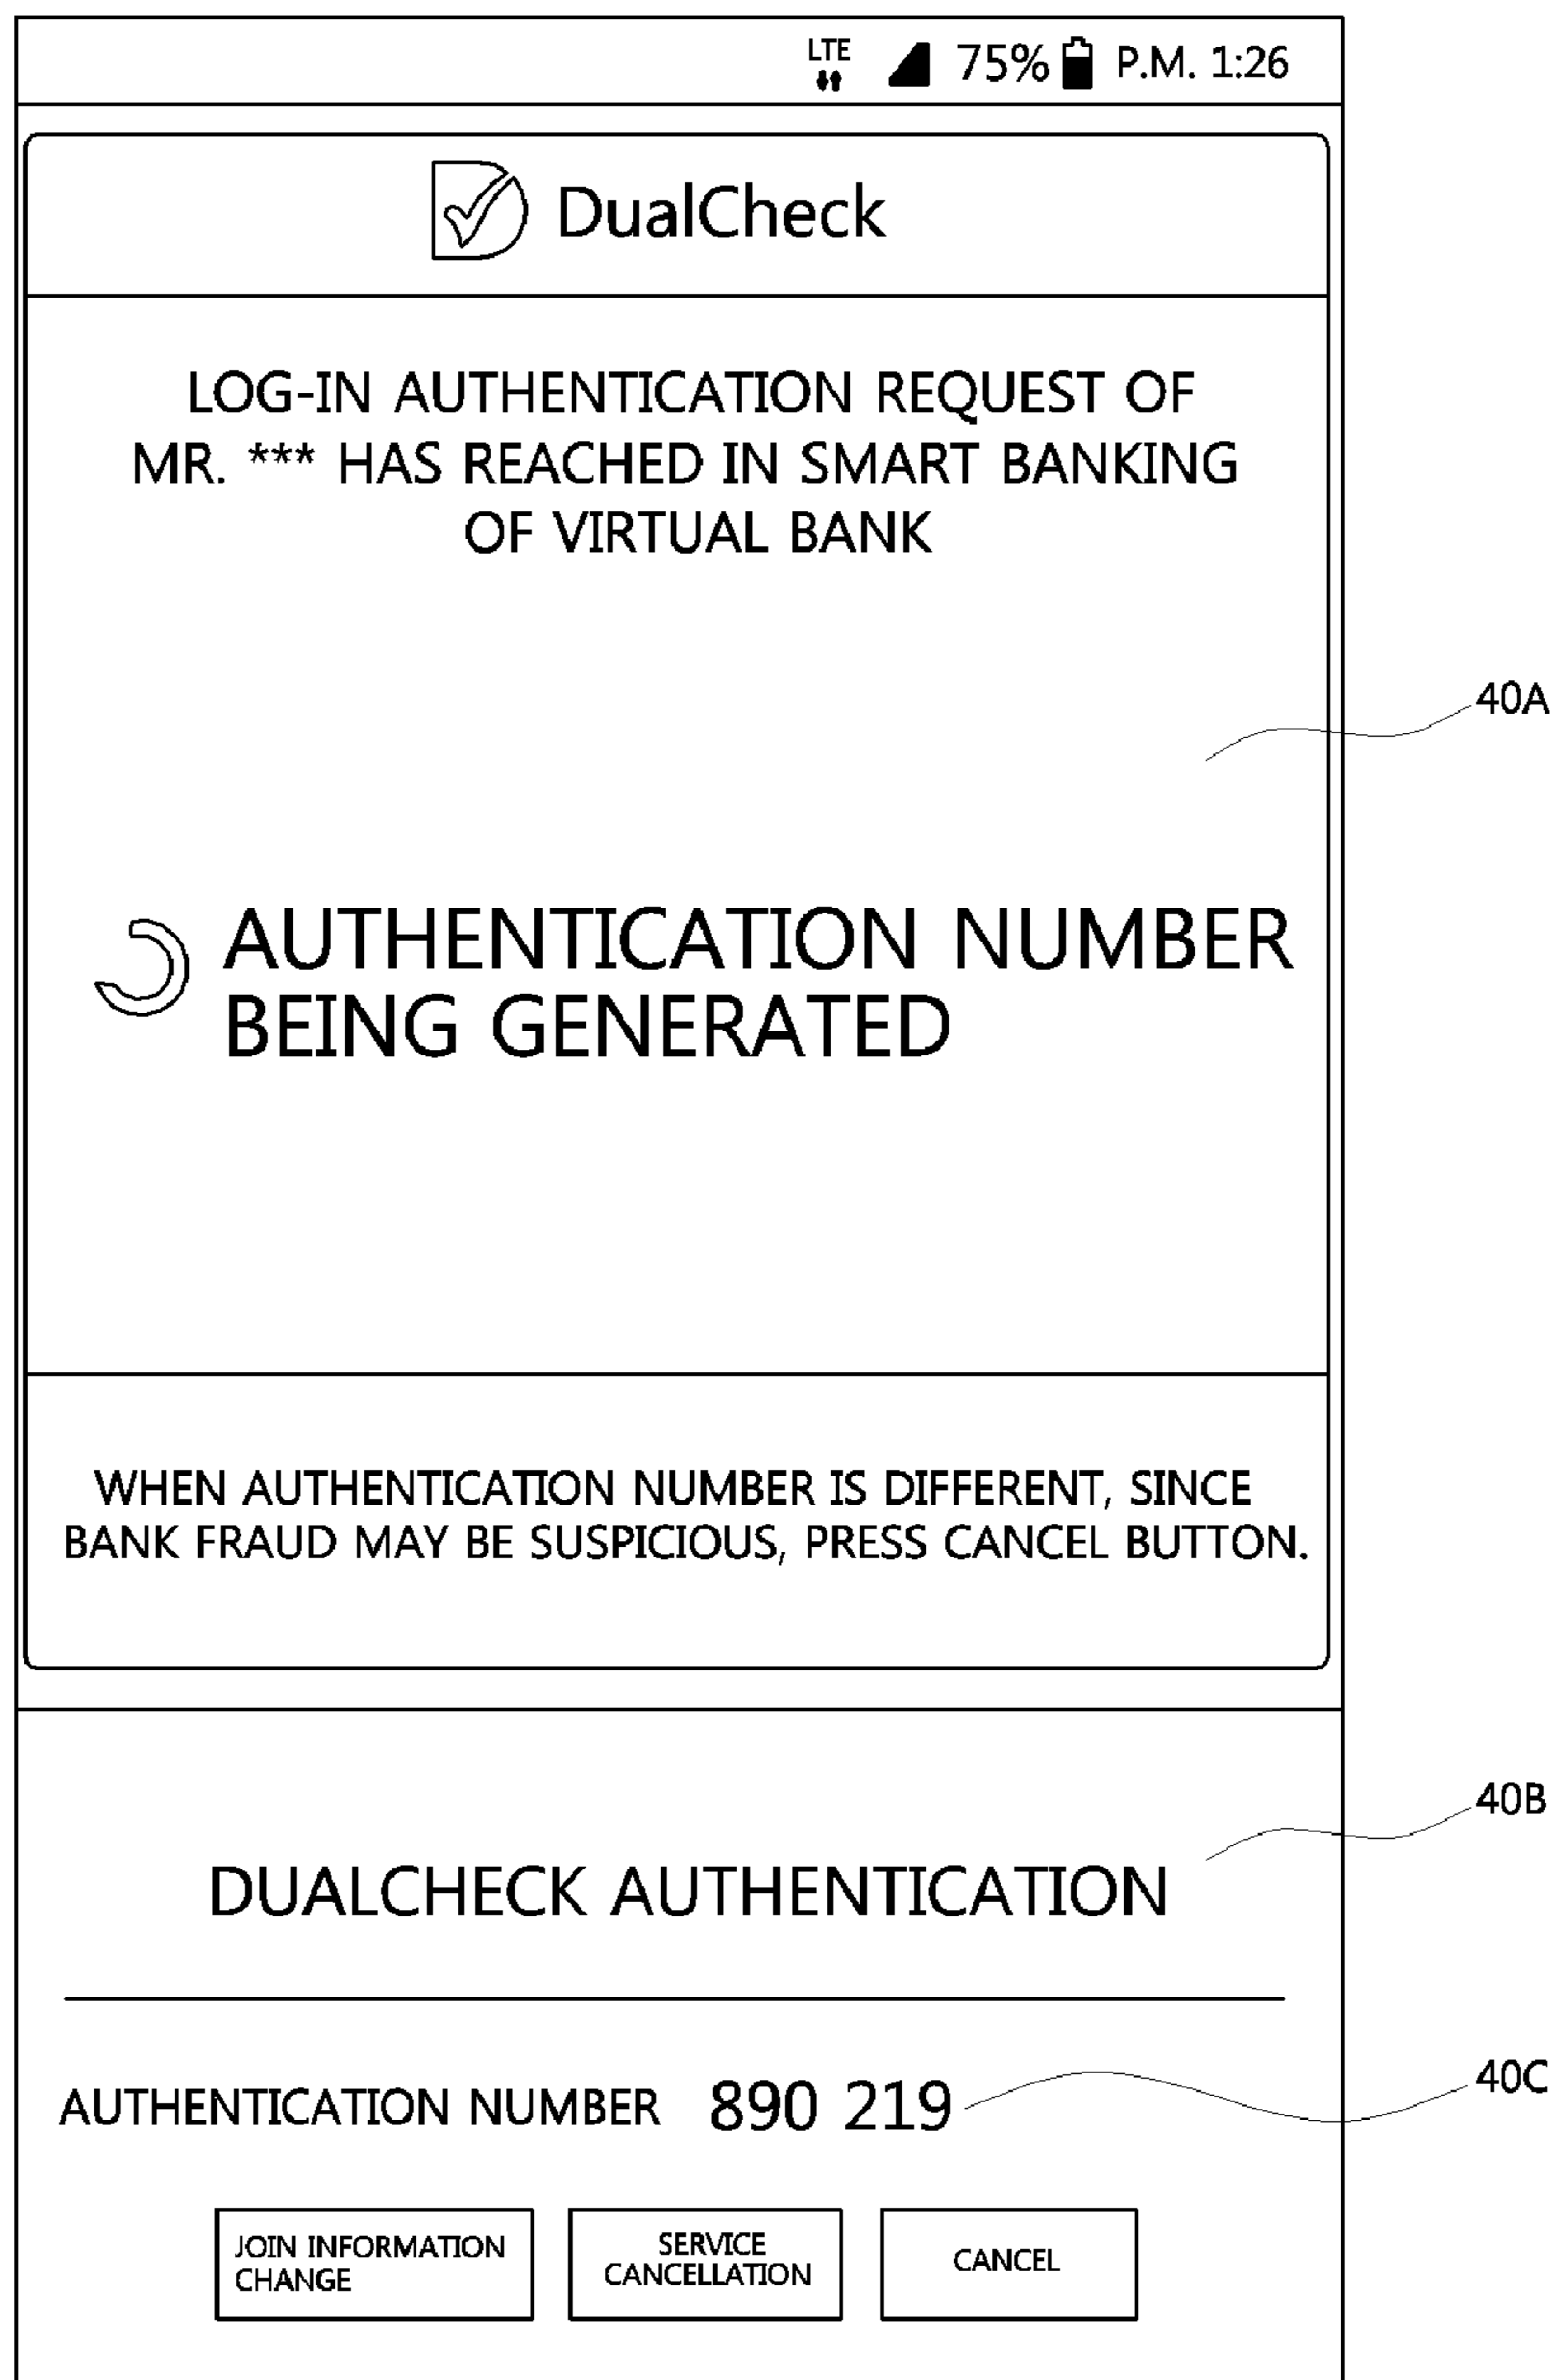 LTE 75% P.M. 1:26
DualCheck
LOG-IN AUTHENTICATION REQUEST OF
MR. *** HAS REACHED IN SMART BANKING
OF VIRTUAL BANK
40A
AUTHENTICATION NUMBER
BEING GENERATED
WHEN AUTHENTICATION NUMBER IS DIFFERENT, SINCE
BANK FRAUD MAY BE SUSPICIOUS, PRESS CANCEL BUTTON.
40B
DUALCHECK AUTHENTICATION
40C
AUTHENTICATION NUMBER 890 219
JOIN INFORMATION
CHANGE
SERVICE
CANCELLATION
CANCEL